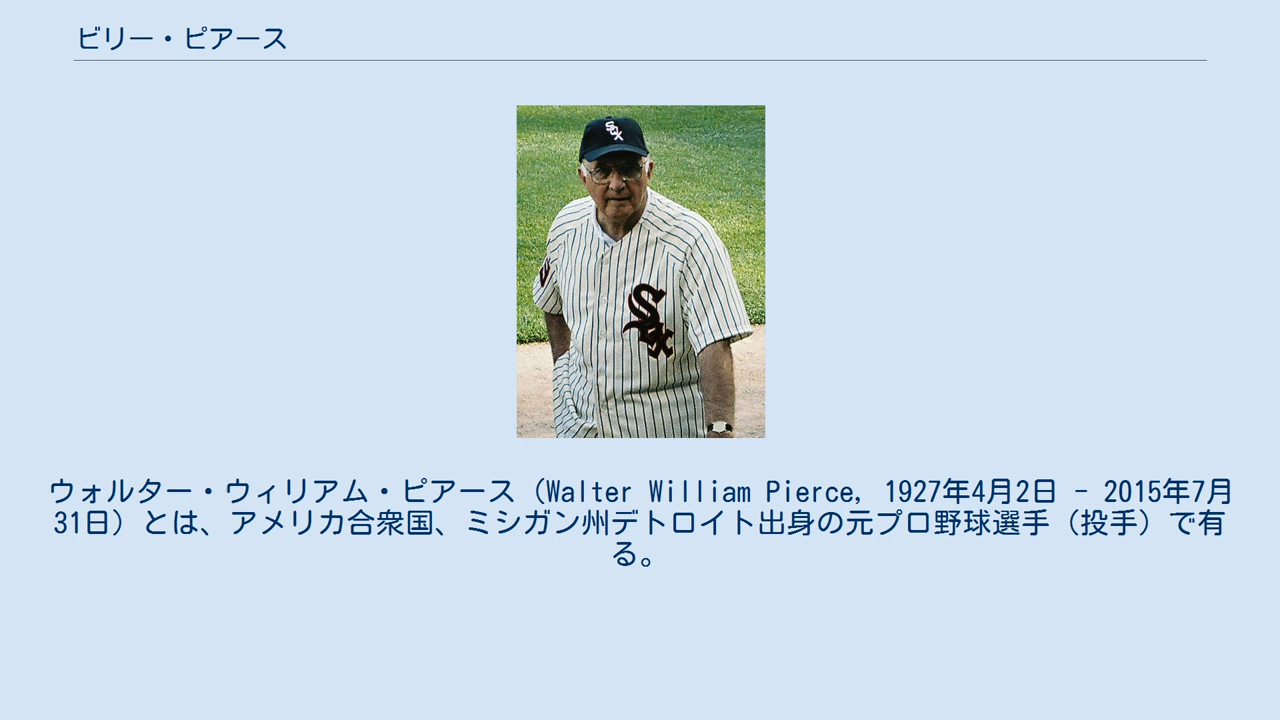 ビリー・ピアース
Sox
Sox
ウォルター・ウィリアム・ピアース（Walter William Pierce, 1927年4月2日 - 2015年7月
31日）とは、アメリカ合衆国、ミシガン州デトロイト出身の元プロ野球選手（投手）で有
る。